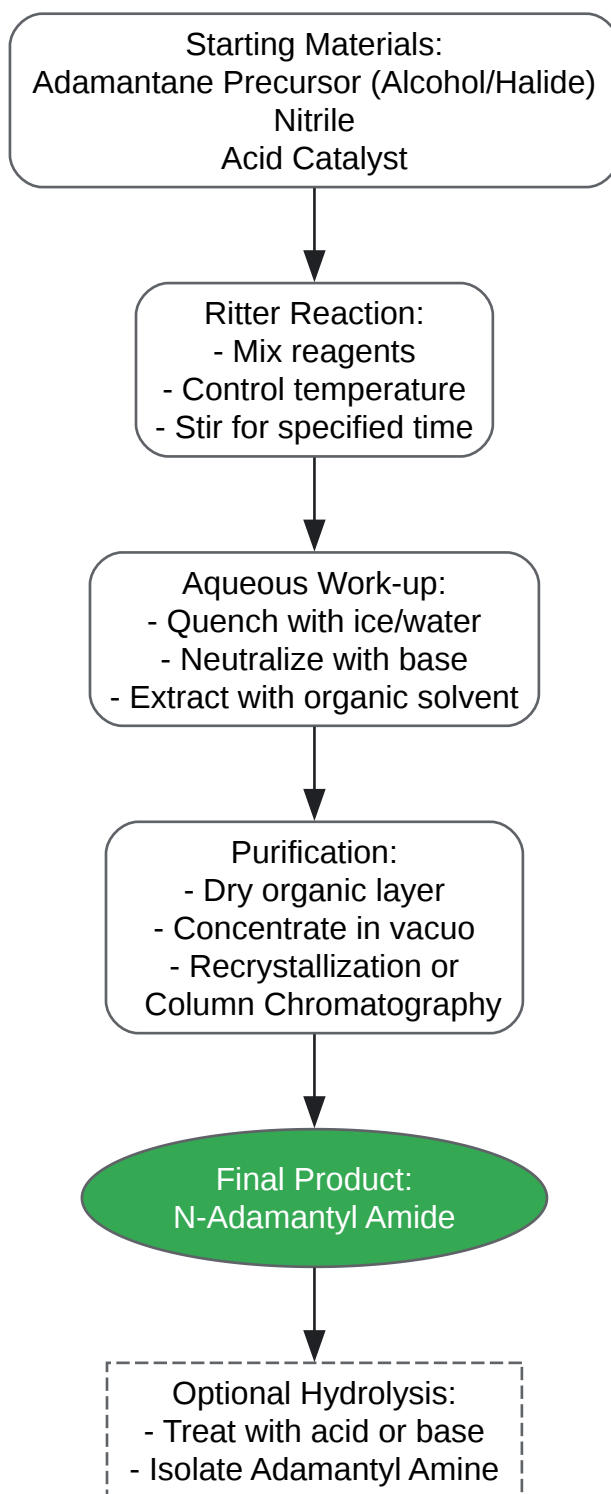 Starting Materials:
Adamantane Precursor (Alcohol/Halide)
Nitrile
Acid Catalyst
Ritter Reaction:
- Mix reagents
- Control temperature
- Stir for specified time
Aqueous Work-up:
- Quench with ice/water
- Neutralize with base
- Extract with organic solvent
Purification:
- Dry organic layer
- Concentrate in vacuo
- Recrystallization or
Column Chromatography
Final Product:
N-Adamantyl Amide
Optional Hydrolysis:
- Treat with acid or base
- Isolate Adamantyl Amine